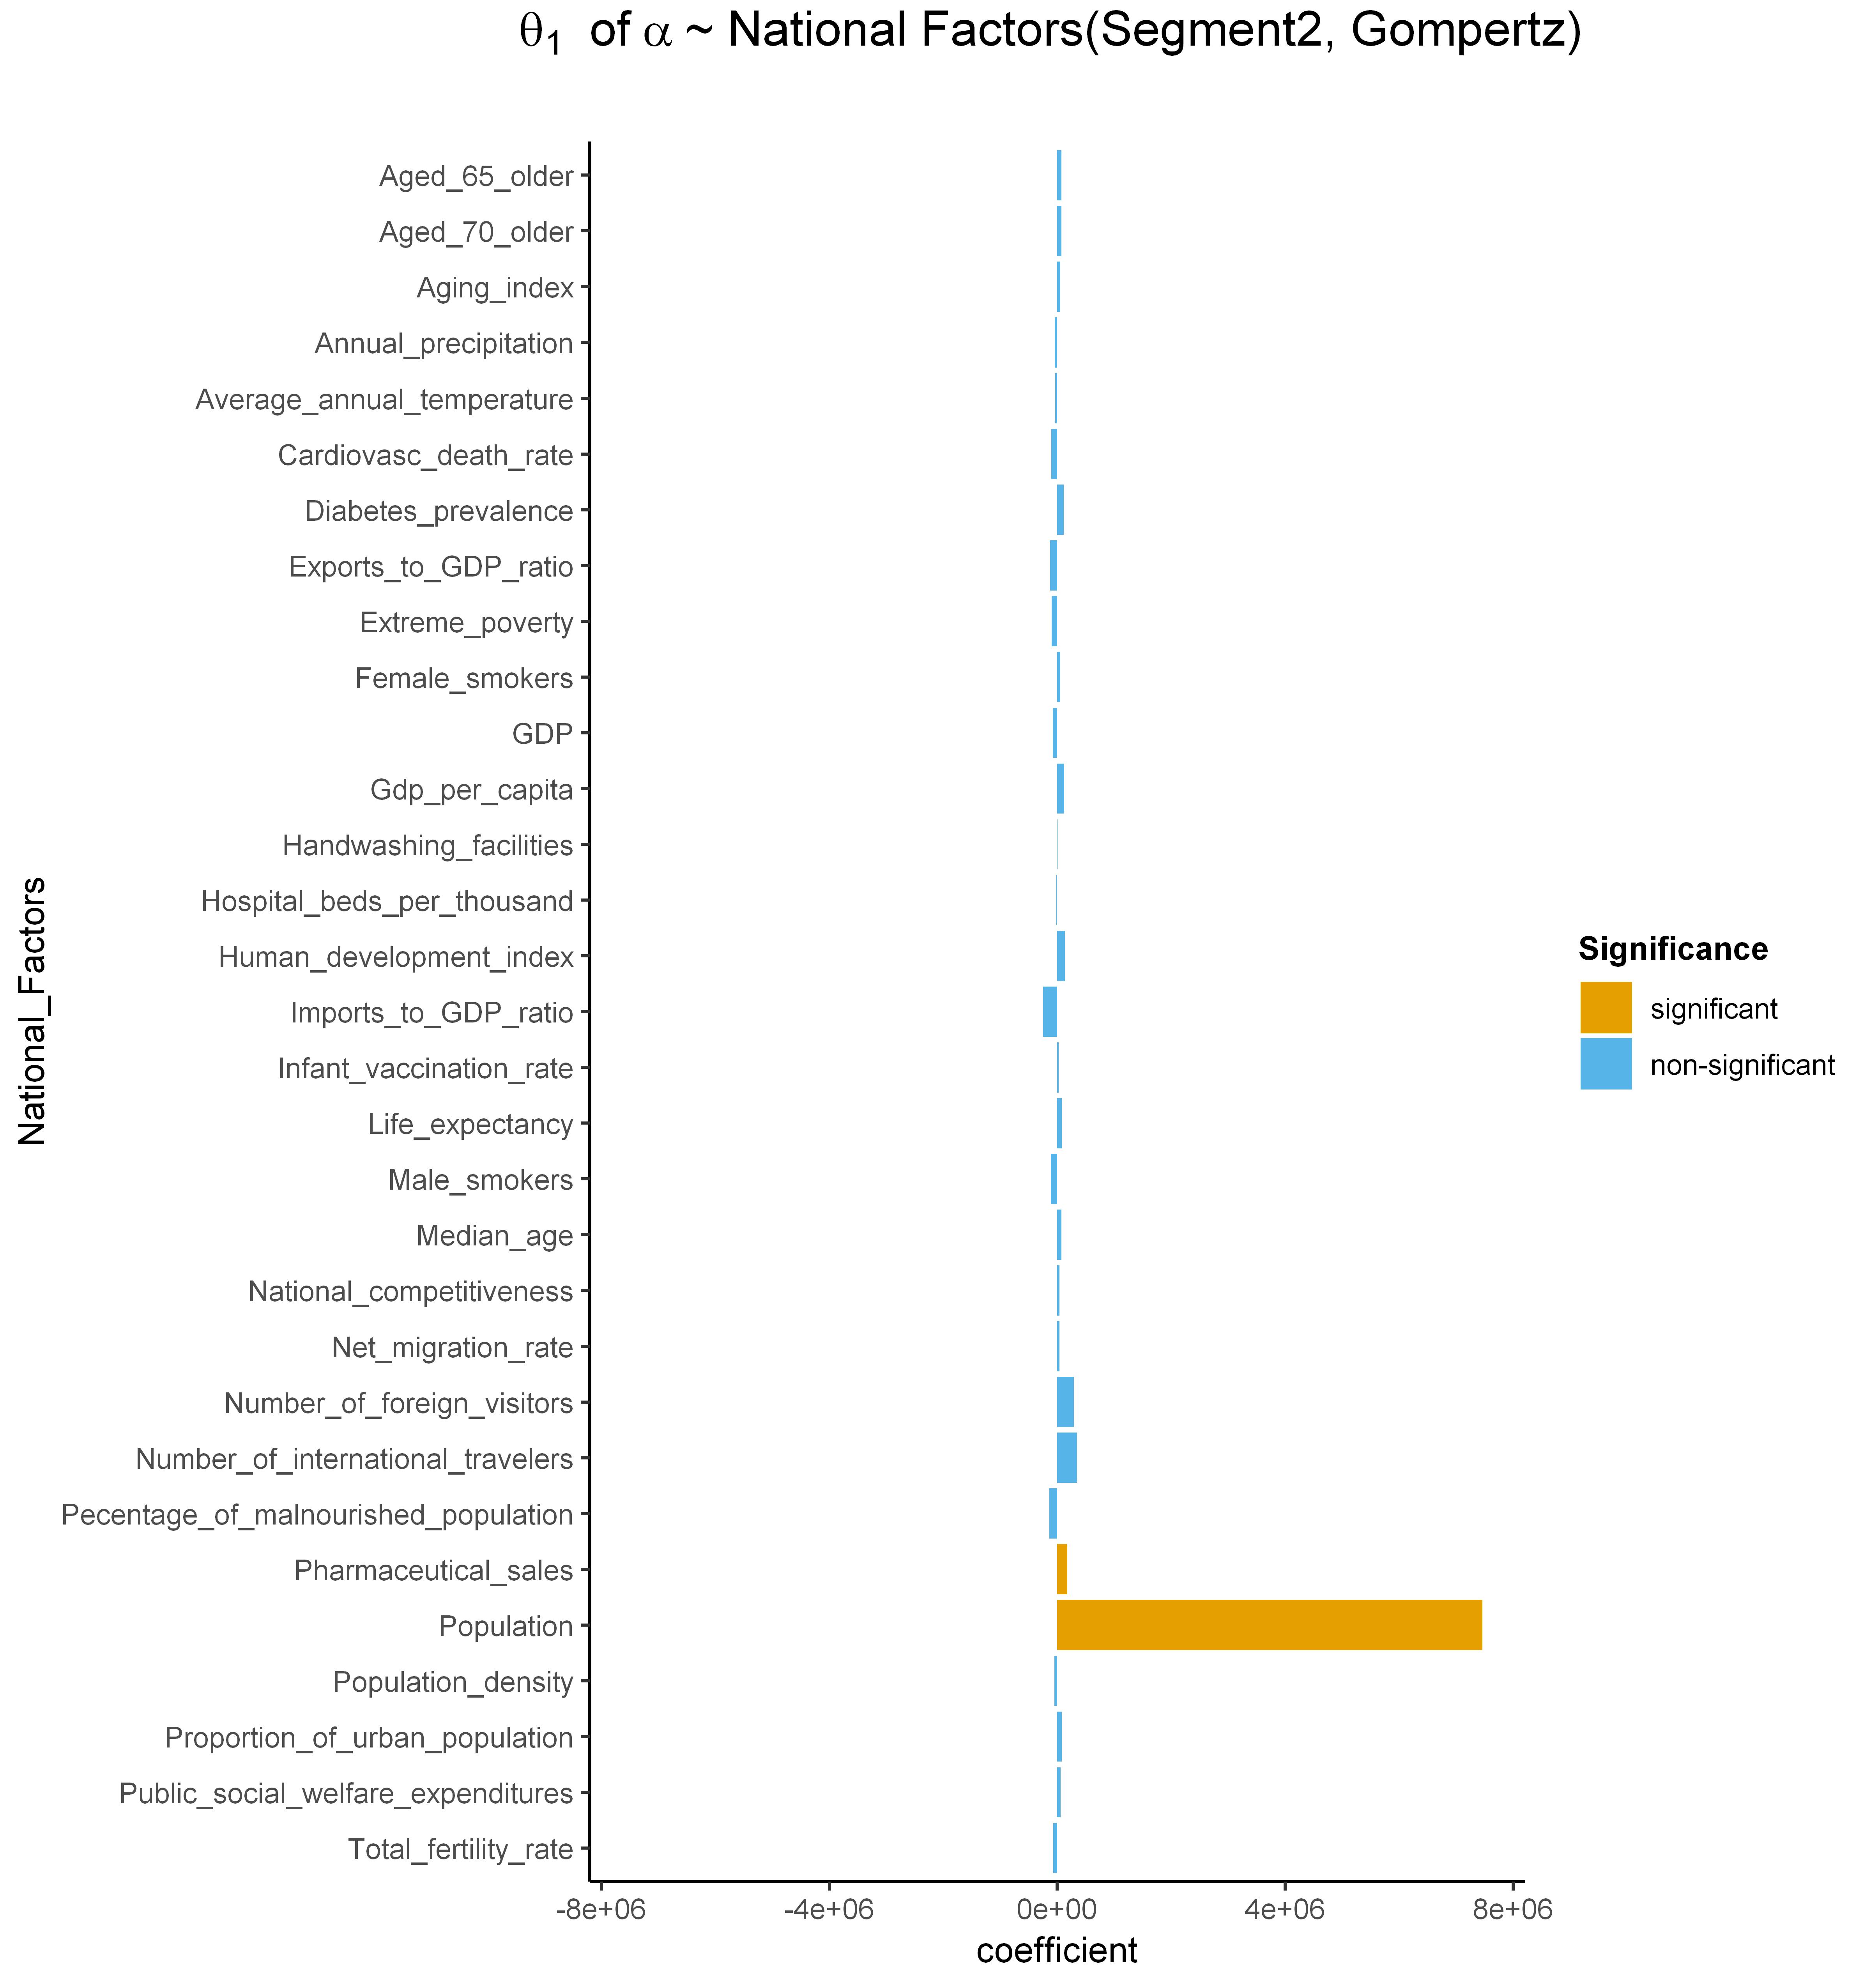 θ1 of α ~ National Factors(Segment2, Gompertz)
National_Factors
Aged_65_older
Aged_70_older
Aging_index
Annual_precipitation
Average_annual_temperature
Cardiovasc_death_rate
Diabetes_prevalence
Exports_to_GDP_ratio
Extreme_poverty
Female_smokers
GDP
Gdp_per_capita
Handwashing_facilities
Hospital_beds_per_thousand
Human_development_index
Imports_to_GDP_ratio
Infant_vaccination_rate
Life_expectancy
Male_smokers
Median_age
National_competitiveness
Net_migration_rate
Number_of_foreign_visitors
Number_of_international_travelers
Pecentage_of_malnourished_population
Pharmaceutical_sales
Population
Population_density
Proportion_of_urban_population
Public_social_welfare_expenditures
Total_fertility_rate
-8e+06 -4e+06 0e+00 4e+06 8e+06
coefficient
Significance
significant
non-significant